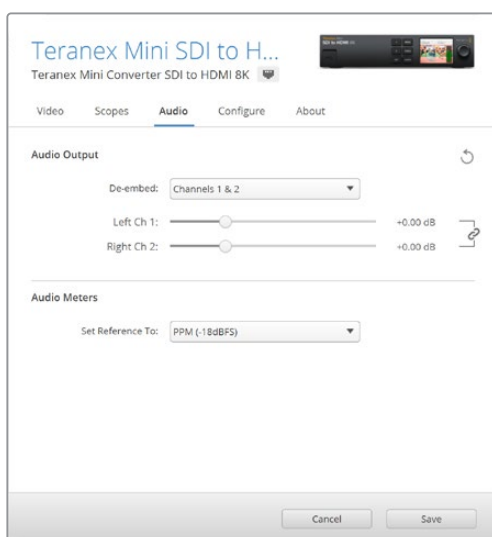 Teranex Mini SDI to H...
Teranex Mini Converter SDI to HDMI 8K
Video Scopes Audio Configure About
Audio Output
De-embed: Channels 1 & 2
Left Ch 1: +0.00 dB
Right Ch 2: +0.00 dB
Audio Meters
Set Reference To: PPM (-18dBFS)
Cancel Save